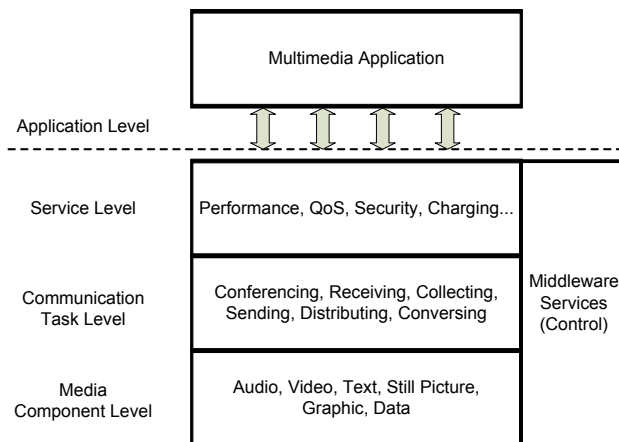 Multimedia Application
Application Level
Service Level
Performance, QoS, Security, Charging...
Communication
Task Level
Conferencing, Receiving, Collecting,
Sending, Distributing, Conversing
Middleware
Services
(Control)
Media
Component Level
Audio, Video, Text, Still Picture,
Graphic, Data